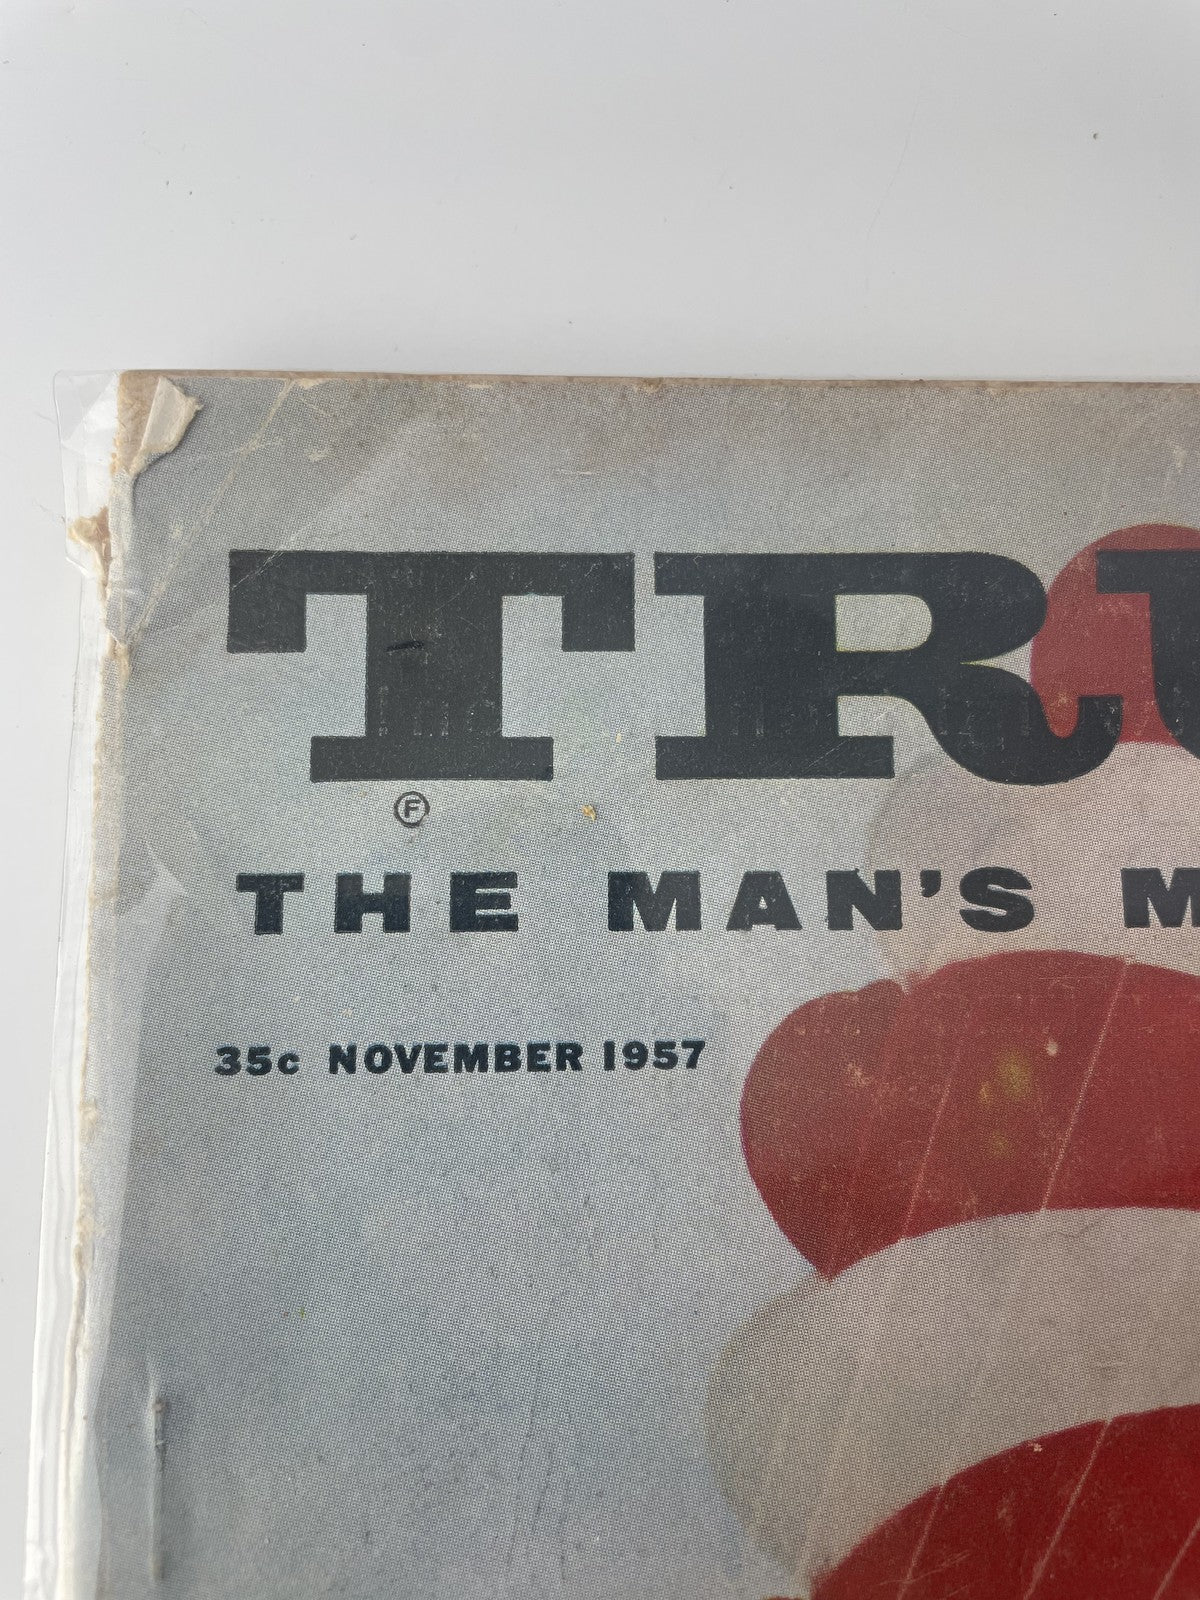 TRU
Ⓕ
THE MAN'S M
35c NOVEMBER 1957